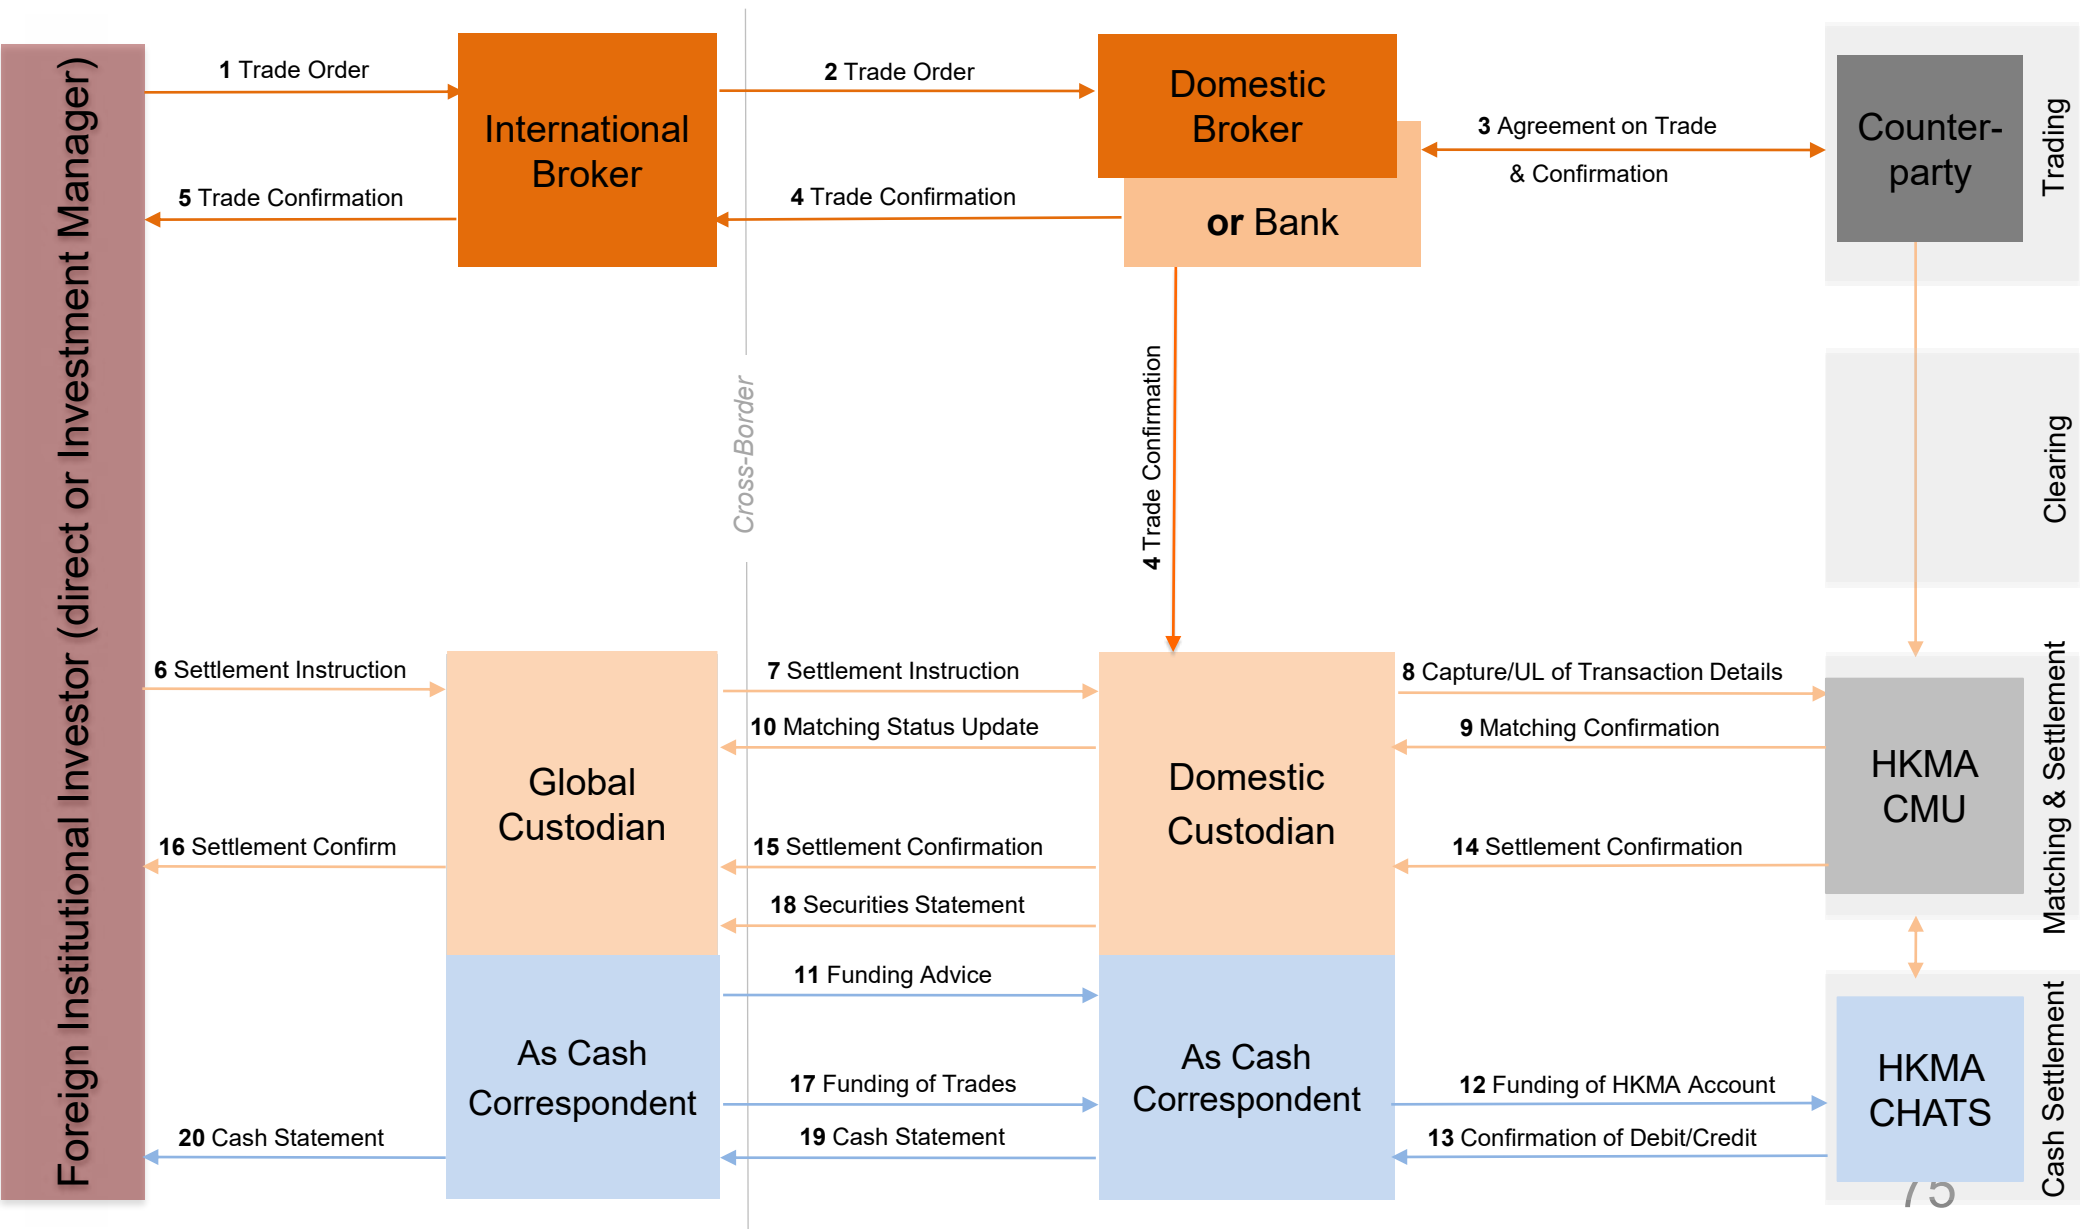 Foreign Institutional Investor (direct or Investment Manager)
1 Trade Order
International
Broker
2 Trade Order
Domestic
Broker
or Bank
3 Agreement on Trade
& Confirmation
Counter-
party
Trading
5 Trade Confirmation
4 Trade Confirmation
Cross-Border
4 Trade Confirmation
Clearing
6 Settlement Instruction
Global
Custodian
7 Settlement Instruction
10 Matching Status Update
Domestic
Custodian
8 Capture/UL of Transaction Details
9 Matching Confirmation
HKMA
CMU
Matching & Settlement
16 Settlement Confirm
15 Settlement Confirmation
14 Settlement Confirmation
18 Securities Statement
11 Funding Advice
As Cash
Correspondent
17 Funding of Trades
As Cash
Correspondent
12 Funding of HKMA Account
HKMA
CHATS
Cash Settlement
20 Cash Statement
19 Cash Statement
13 Confirmation of Debit/Credit
75